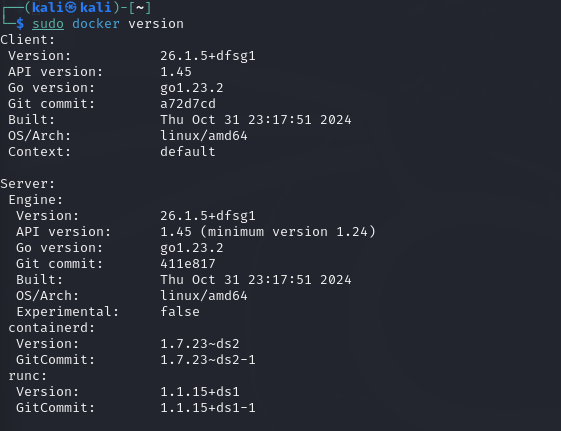 ┌──(kali㉿kali)-[~]
└─$ sudo docker version
Client:
 Version:           26.1.5+dfsg1
 API version:       1.45
 Go version:        go1.23.2
 Git commit:        a72d7cd
 Built:             Thu Oct 31 23:17:51 2024
 OS/Arch:           linux/amd64
 Context:           default

Server:
 Engine:
  Version:          26.1.5+dfsg1
  API version:      1.45 (minimum version 1.24)
  Go version:       go1.23.2
  Git commit:       411e817
  Built:            Thu Oct 31 23:17:51 2024
  OS/Arch:          linux/amd64
  Experimental:     false
 containerd:
  Version:          1.7.23~ds2
  GitCommit:        1.7.23~ds2-1
 runc:
  Version:          1.1.15+ds1
  GitCommit:        1.1.15+ds1-1